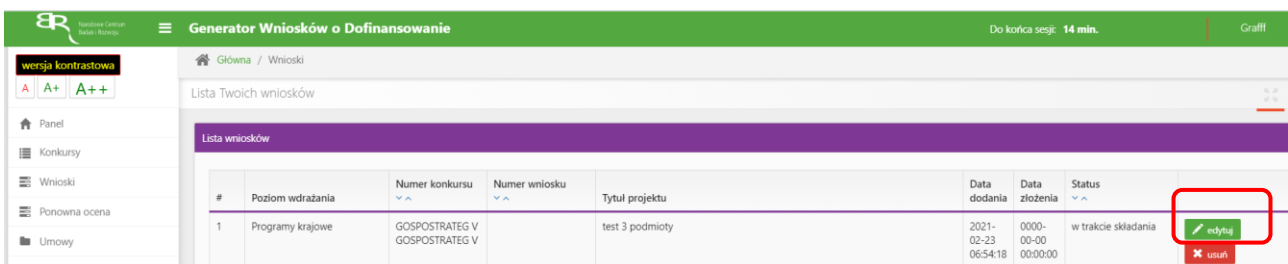 Narodowe Centrum
Badań i Rozwoju
Generator Wniosków o Dofinansowanie
Do końca sesji: 14 min.
Grafff
wersja kontrastowa
A A+ A++
Główna / Wnioski
Lista Twoich wniosków
Panel
Konkursy
Wnioski
Ponowna ocena
Umowy
Lista wniosków
# Poziom wdrażania Numer konkursu Numer wniosku Tytuł projektu Data dodania Data złożenia Status
1 Programy krajowe GOSPOSTRATEG V test 3 podmioty 2021- 0000- w trakcie składania edytuj
GOSPOSTRATEG V 02-23 00-00
06:54:18 00:00:00 usuń